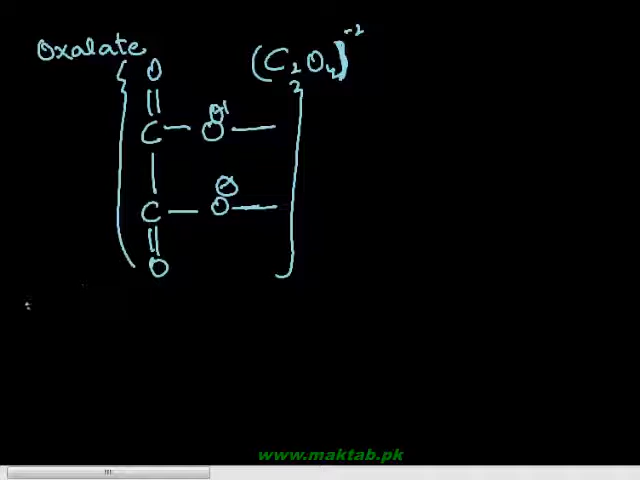 Oxalate (C₂O₄)⁻²
O
C — O —
C — O —
O
www.maktab.pk